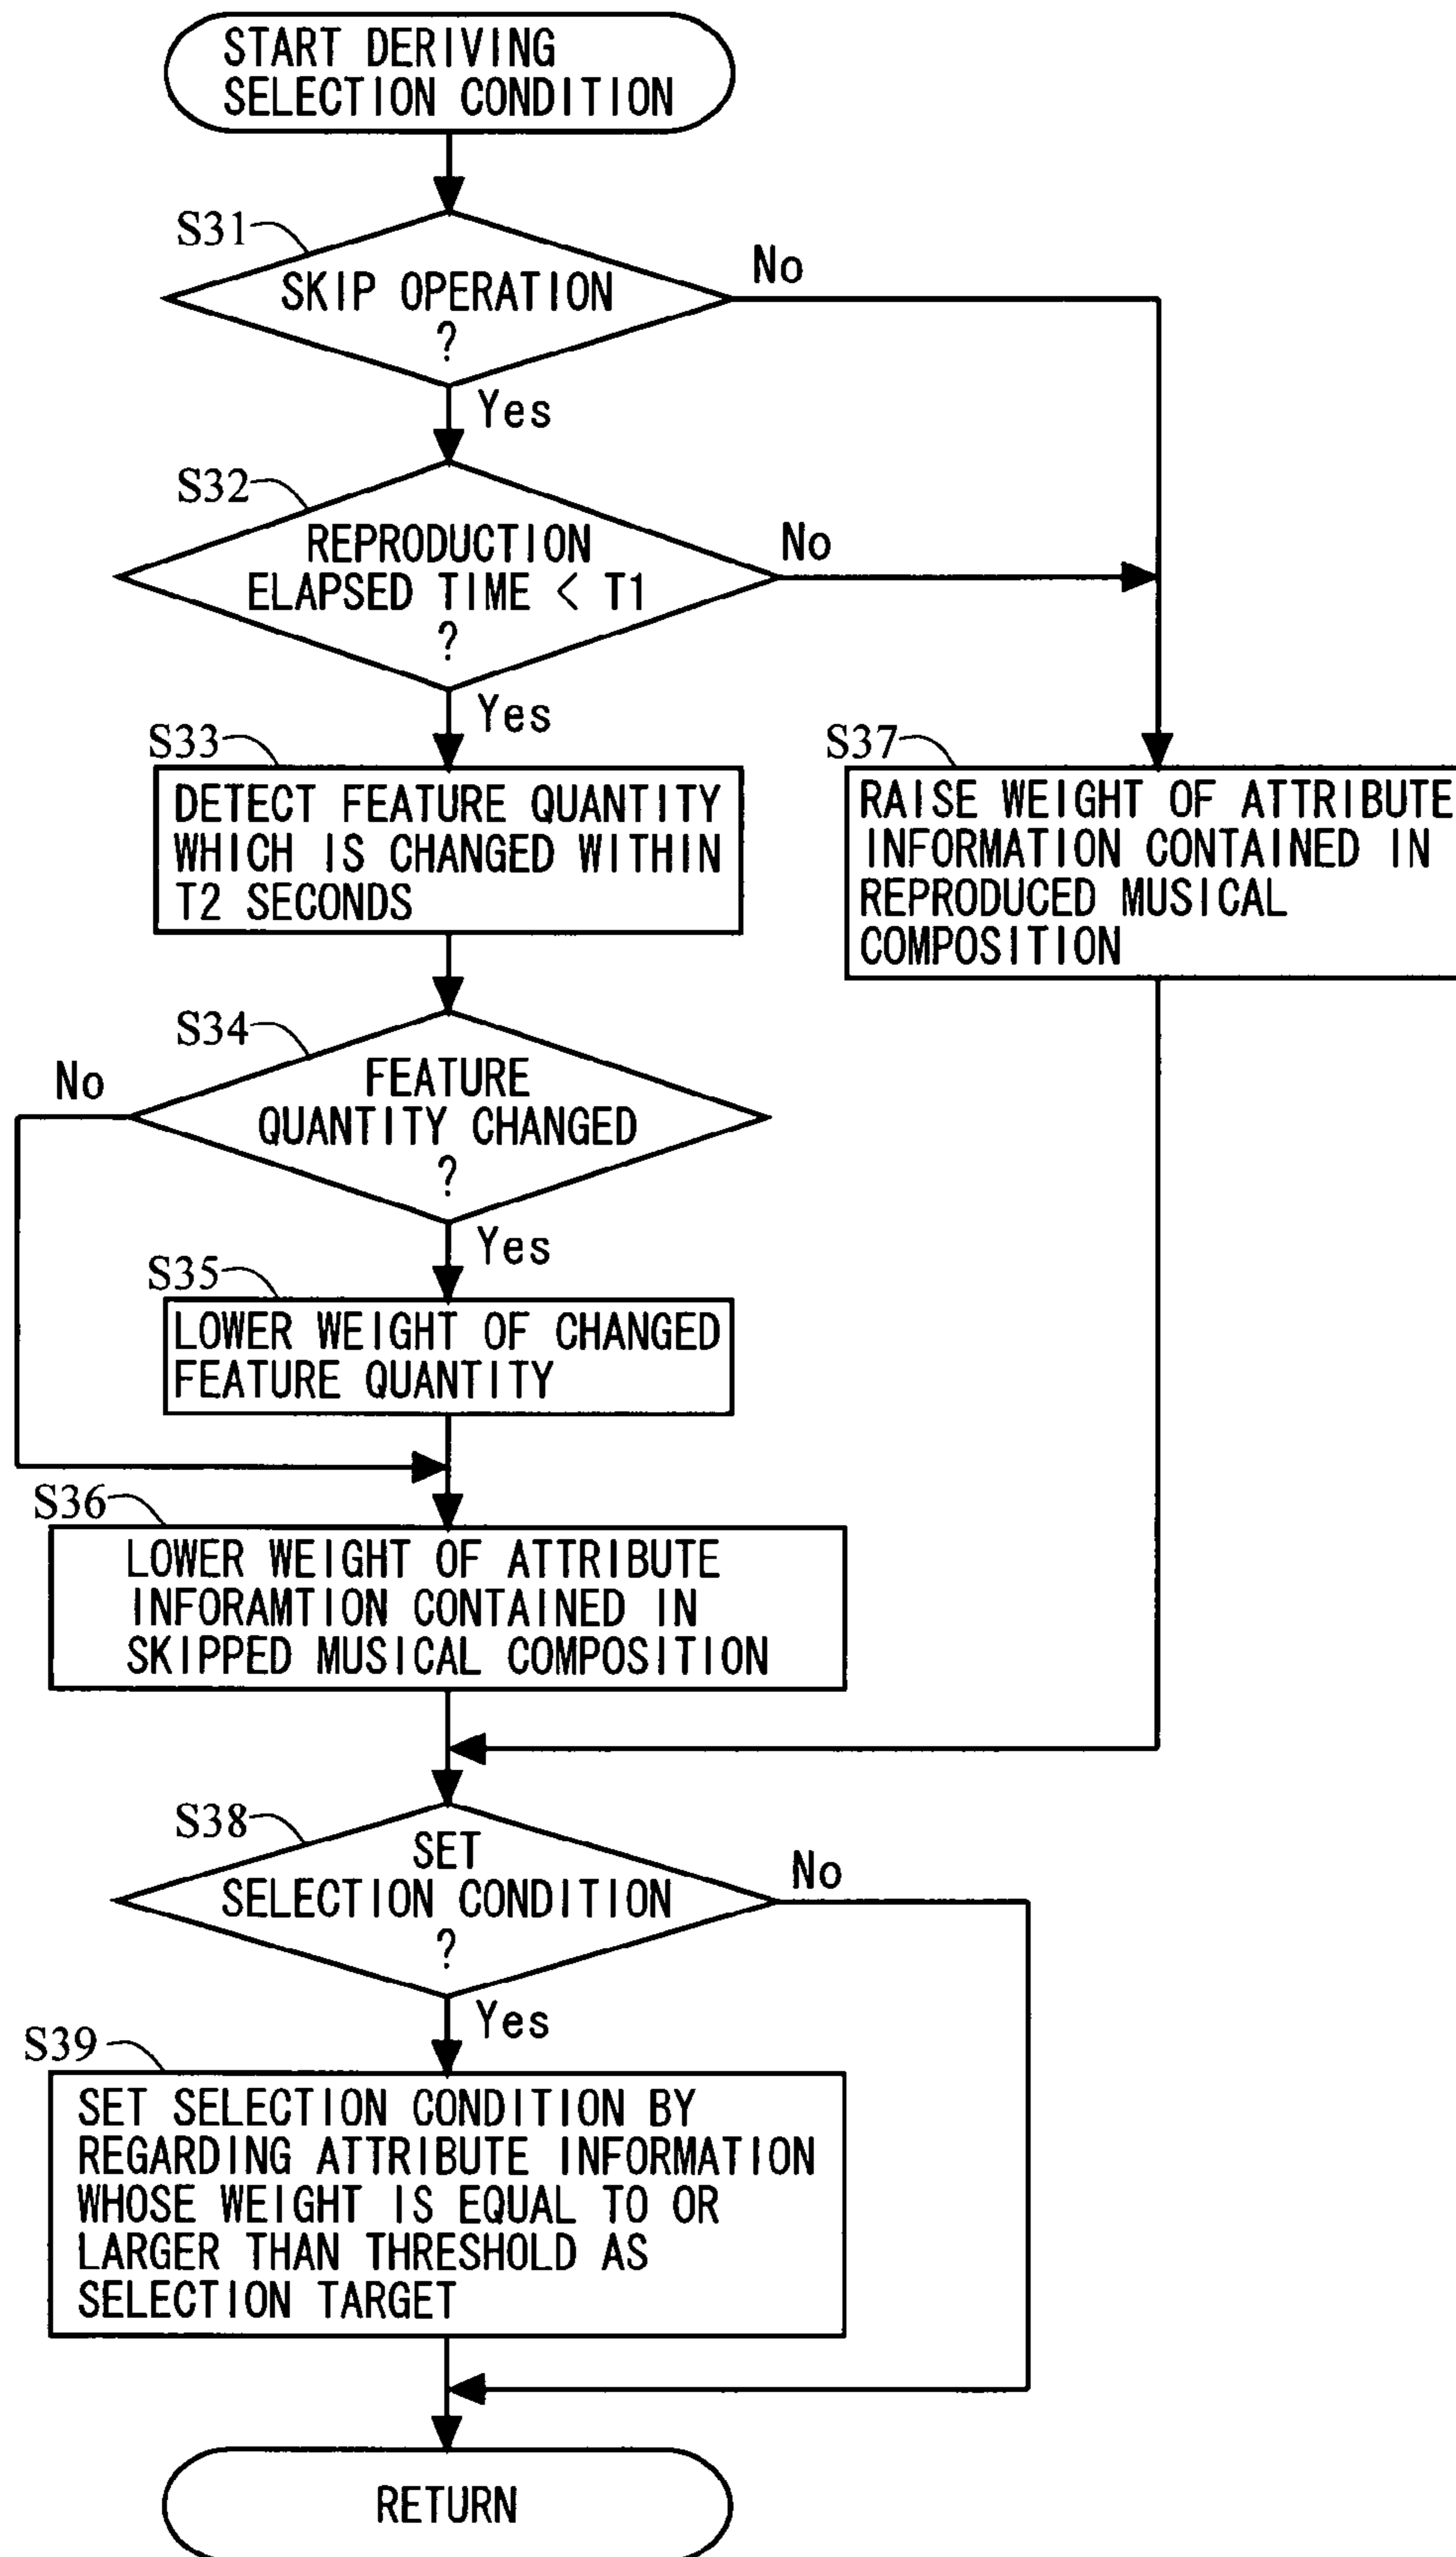 START DERIVING
SELECTION CONDITION
S31
SKIP OPERATION
?
No
Yes
S32
REPRODUCTION
ELAPSED TIME < T1
?
No
Yes
S33
DETECT FEATURE QUANTITY
WHICH IS CHANGED WITHIN
T2 SECONDS
S37
RAISE WEIGHT OF ATTRIBUTE
INFORMATION CONTAINED IN
REPRODUCED MUSICAL
COMPOSITION
S34
FEATURE
QUANTITY CHANGED
?
No
Yes
S35
LOWER WEIGHT OF CHANGED
FEATURE QUANTITY
S36
LOWER WEIGHT OF ATTRIBUTE
INFORAMTION CONTAINED IN
SKIPPED MUSICAL COMPOSITION
S38
SET
SELECTION CONDITION
?
No
Yes
S39
SET SELECTION CONDITION BY
REGARDING ATTRIBUTE INFORMATION
WHOSE WEIGHT IS EQUAL TO OR
LARGER THAN THRESHOLD AS
SELECTION TARGET
RETURN